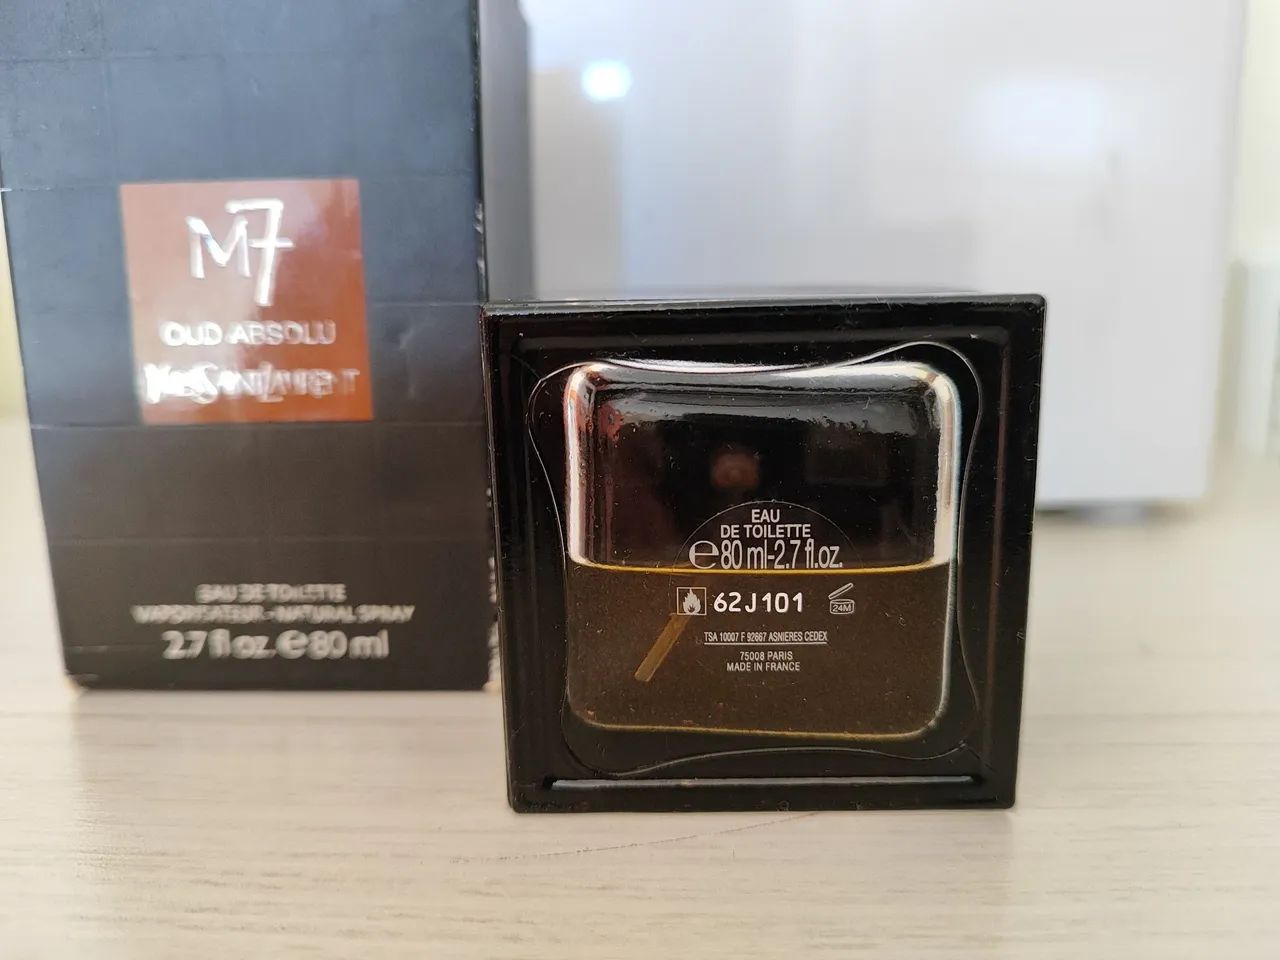 M7
OUD ABSOLU
YVESSAINTLAURENT
EAU DE TOILETTE
VAPORISATEUR - NATURAL SPRAY
2.7 fl.oz. ℮ 80 ml
EAU
DE TOILETTE
℮ 80 ml-2.7 fl.oz.
62J101
24M
TSA 10007 F 92667 ASNIERES CEDEX
75008 PARIS
MADE IN FRANCE